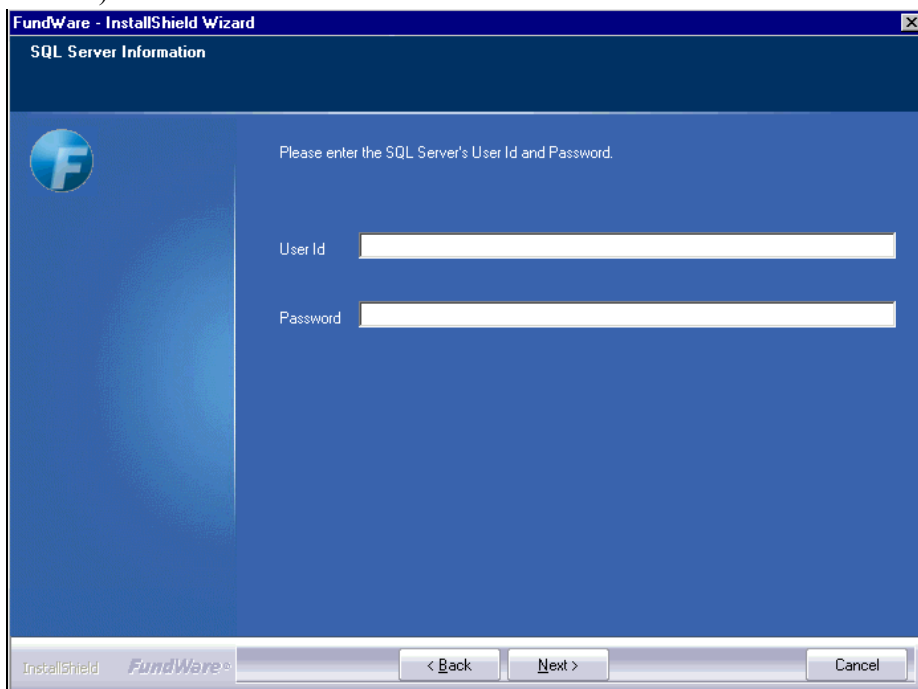 FundWare - InstallShield Wizard
SQL Server Information
F
Please enter the SQL Server's User Id and Password.
User Id
Password
InstallShield FundWare® < Back Next > Cancel